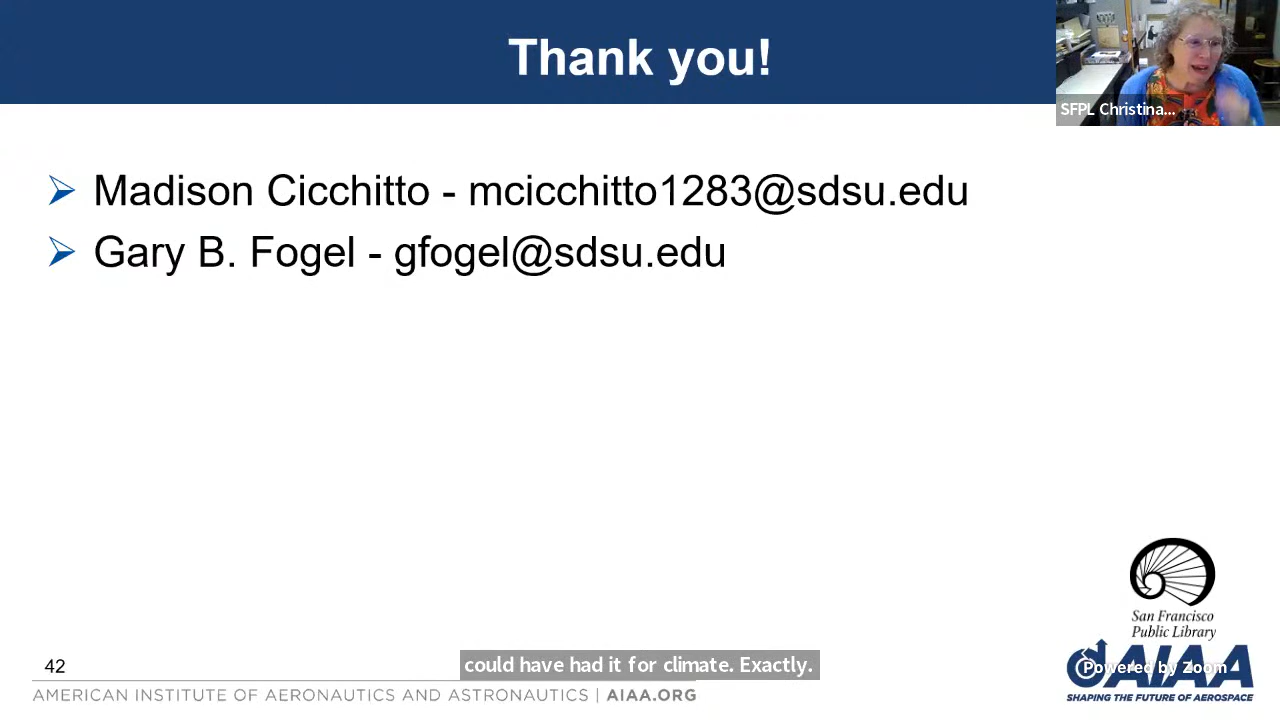 Thank you!
SFPL Christina...
➢ Madison Cicchitto - mcicchitto1283@sdsu.edu
➢ Gary B. Fogel - gfogel@sdsu.edu
San Francisco
Public Library
42
could have had it for climate. Exactly.
AIAA
Powered by Zoom
SHAPING THE FUTURE OF AEROSPACE
AMERICAN INSTITUTE OF AERONAUTICS AND ASTRONAUTICS | AIAA.ORG